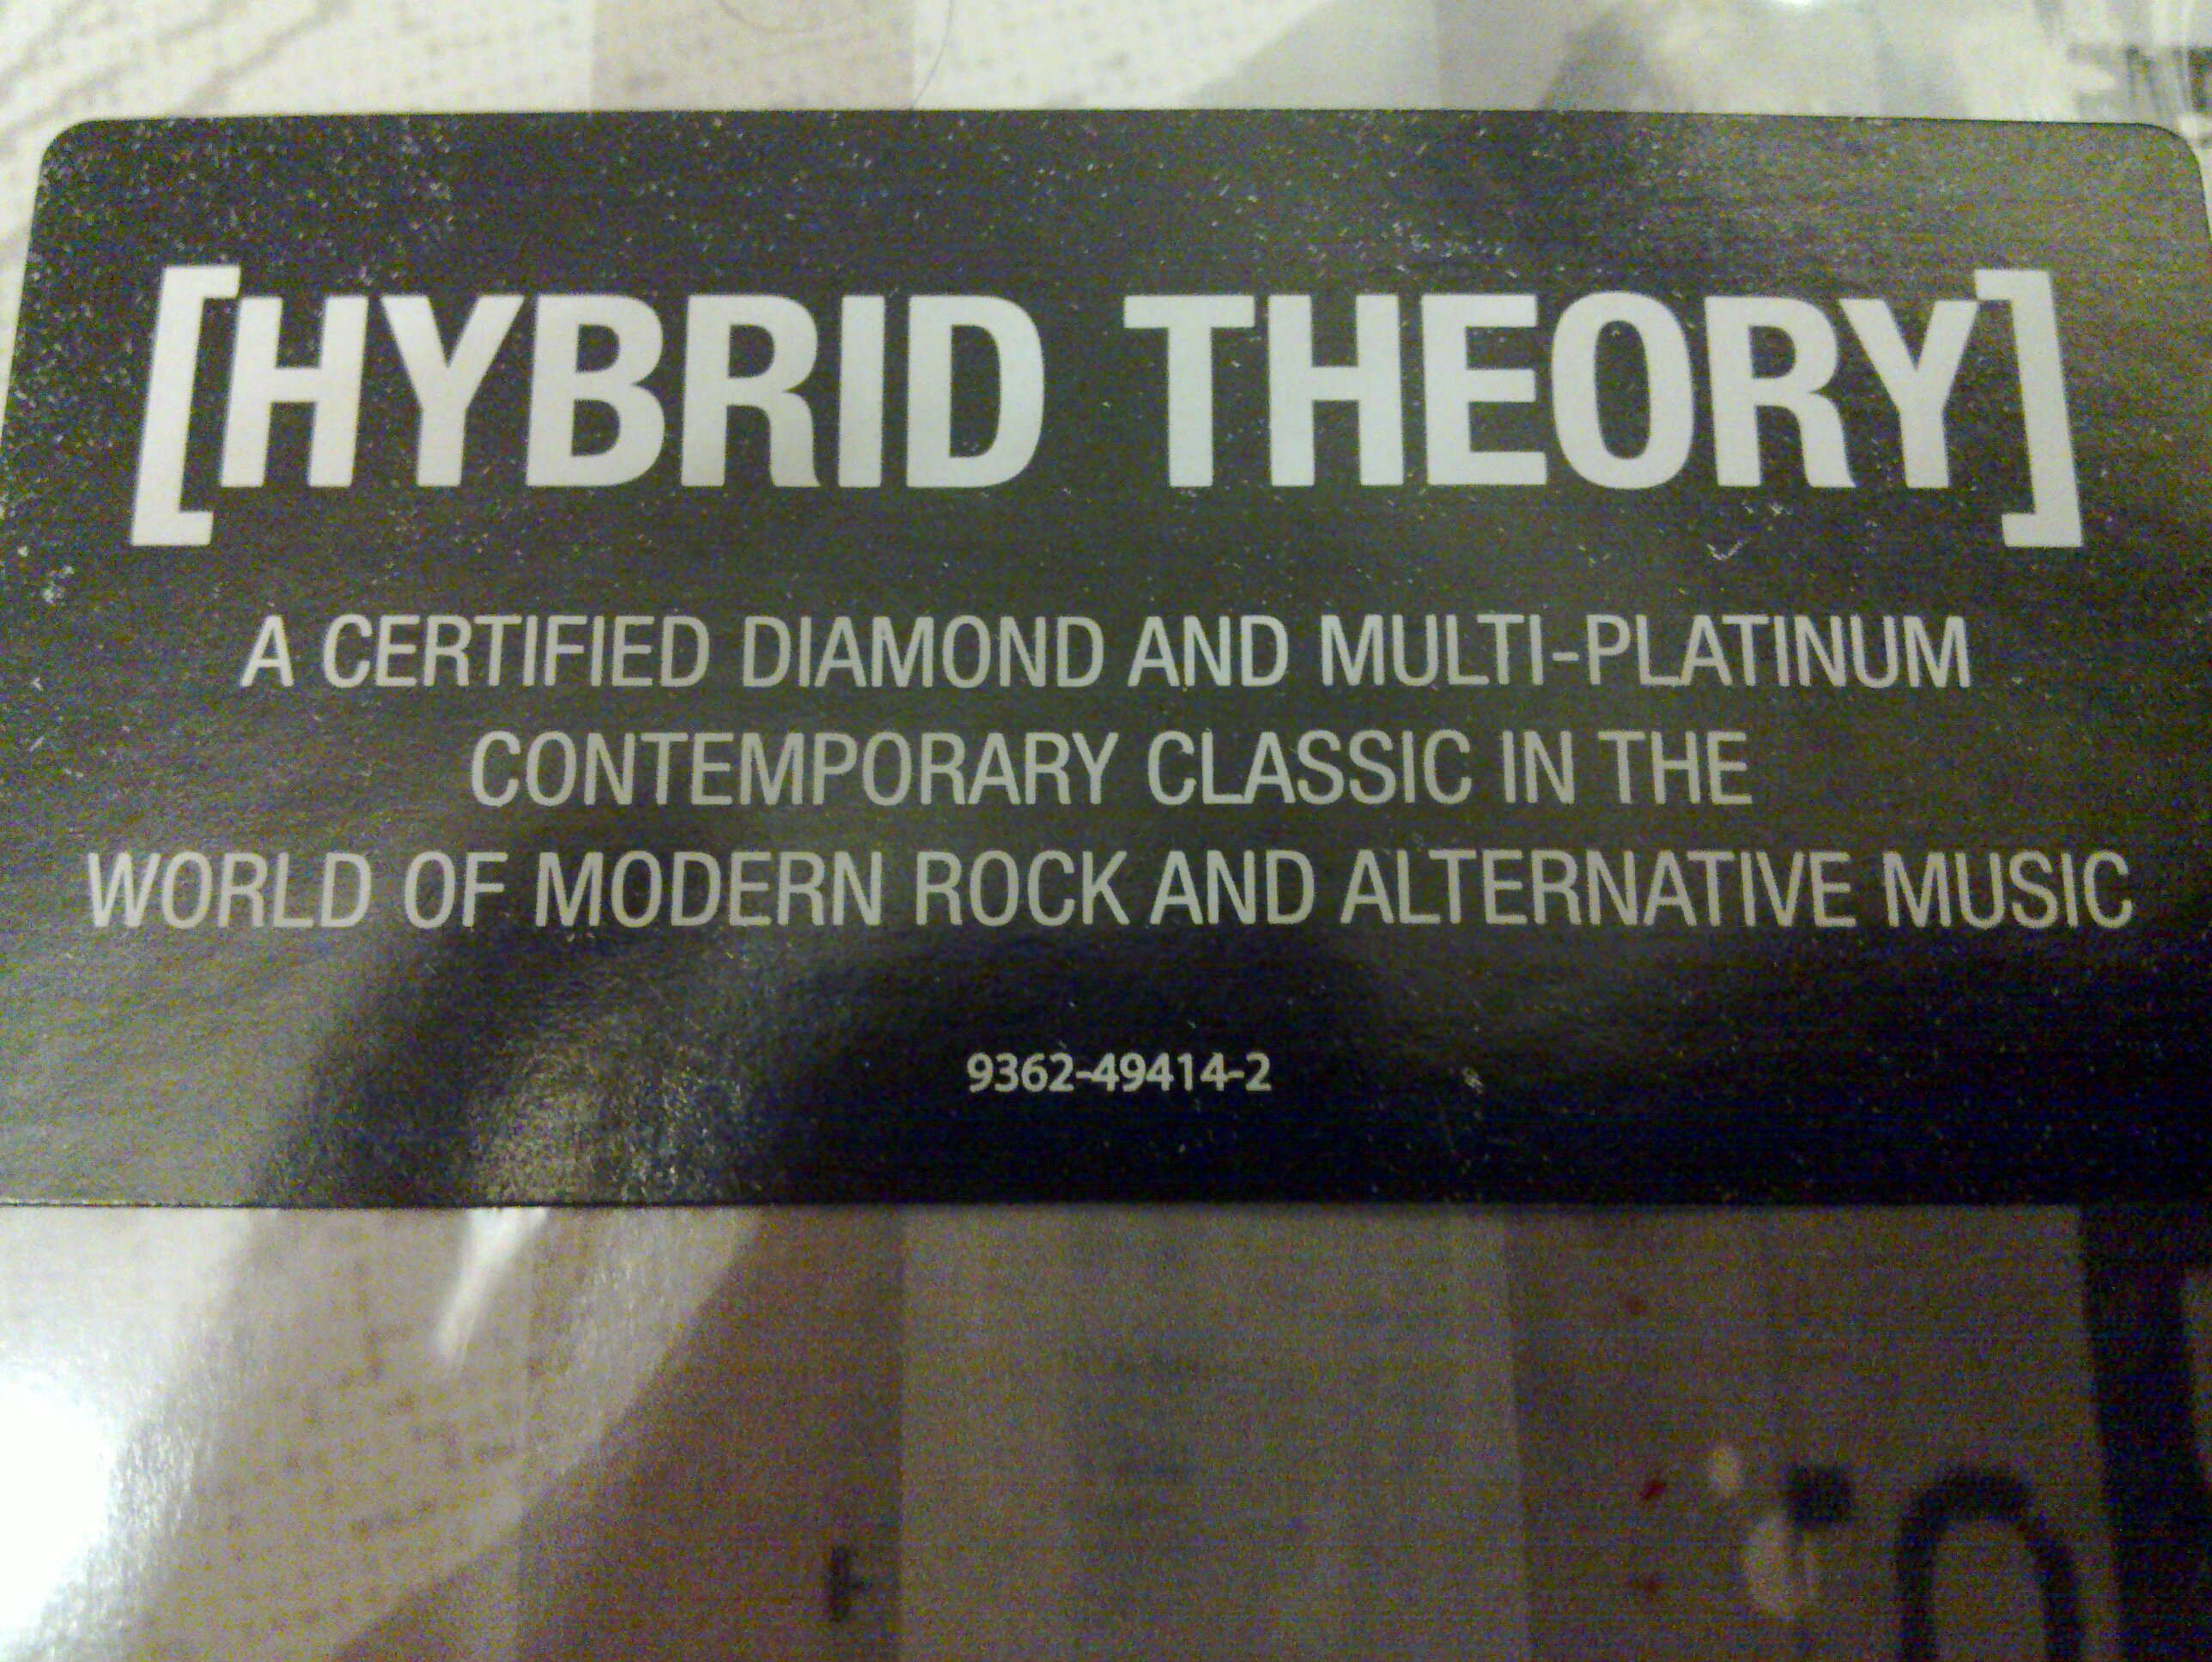 [HYBRID THEORY]
A CERTIFIED DIAMOND AND MULTI-PLATINUM
CONTEMPORARY CLASSIC IN THE
WORLD OF MODERN ROCK AND ALTERNATIVE MUSIC
9362-49414-2